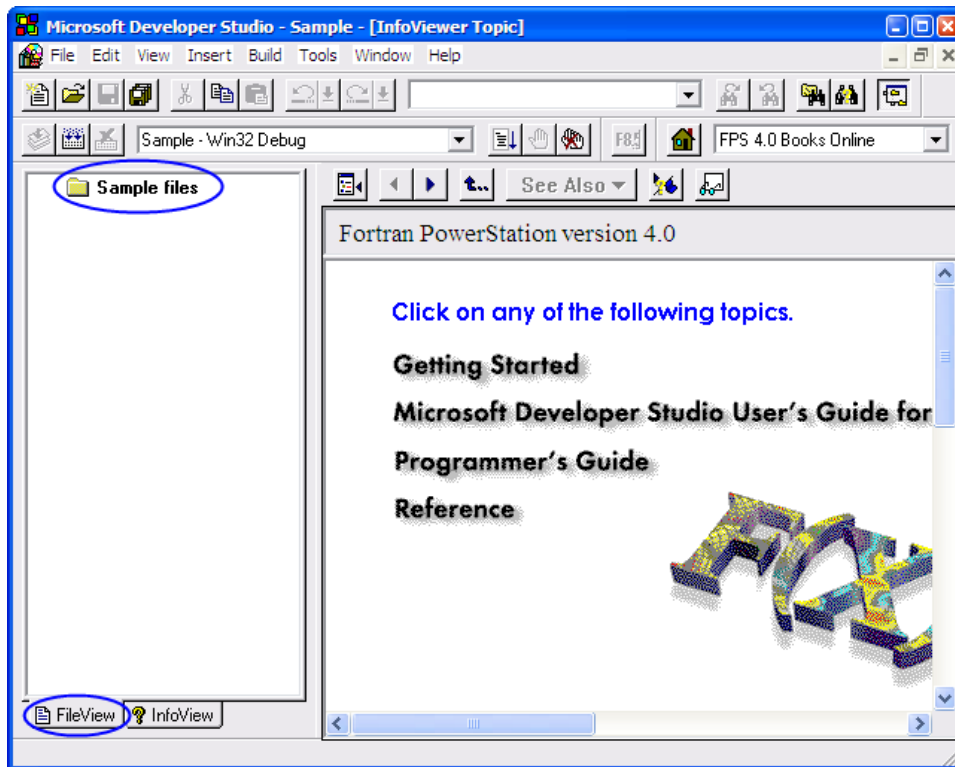 Microsoft Developer Studio - Sample - [InfoViewer Topic]
File Edit View Insert Build Tools Window Help
Sample - Win32 Debug
F8
FPS 4.0 Books Online
Sample files
See Also
Fortran PowerStation version 4.0
Click on any of the following topics.
Getting Started
Microsoft Developer Studio User's Guide for
Programmer's Guide
Reference
FileView
InfoView